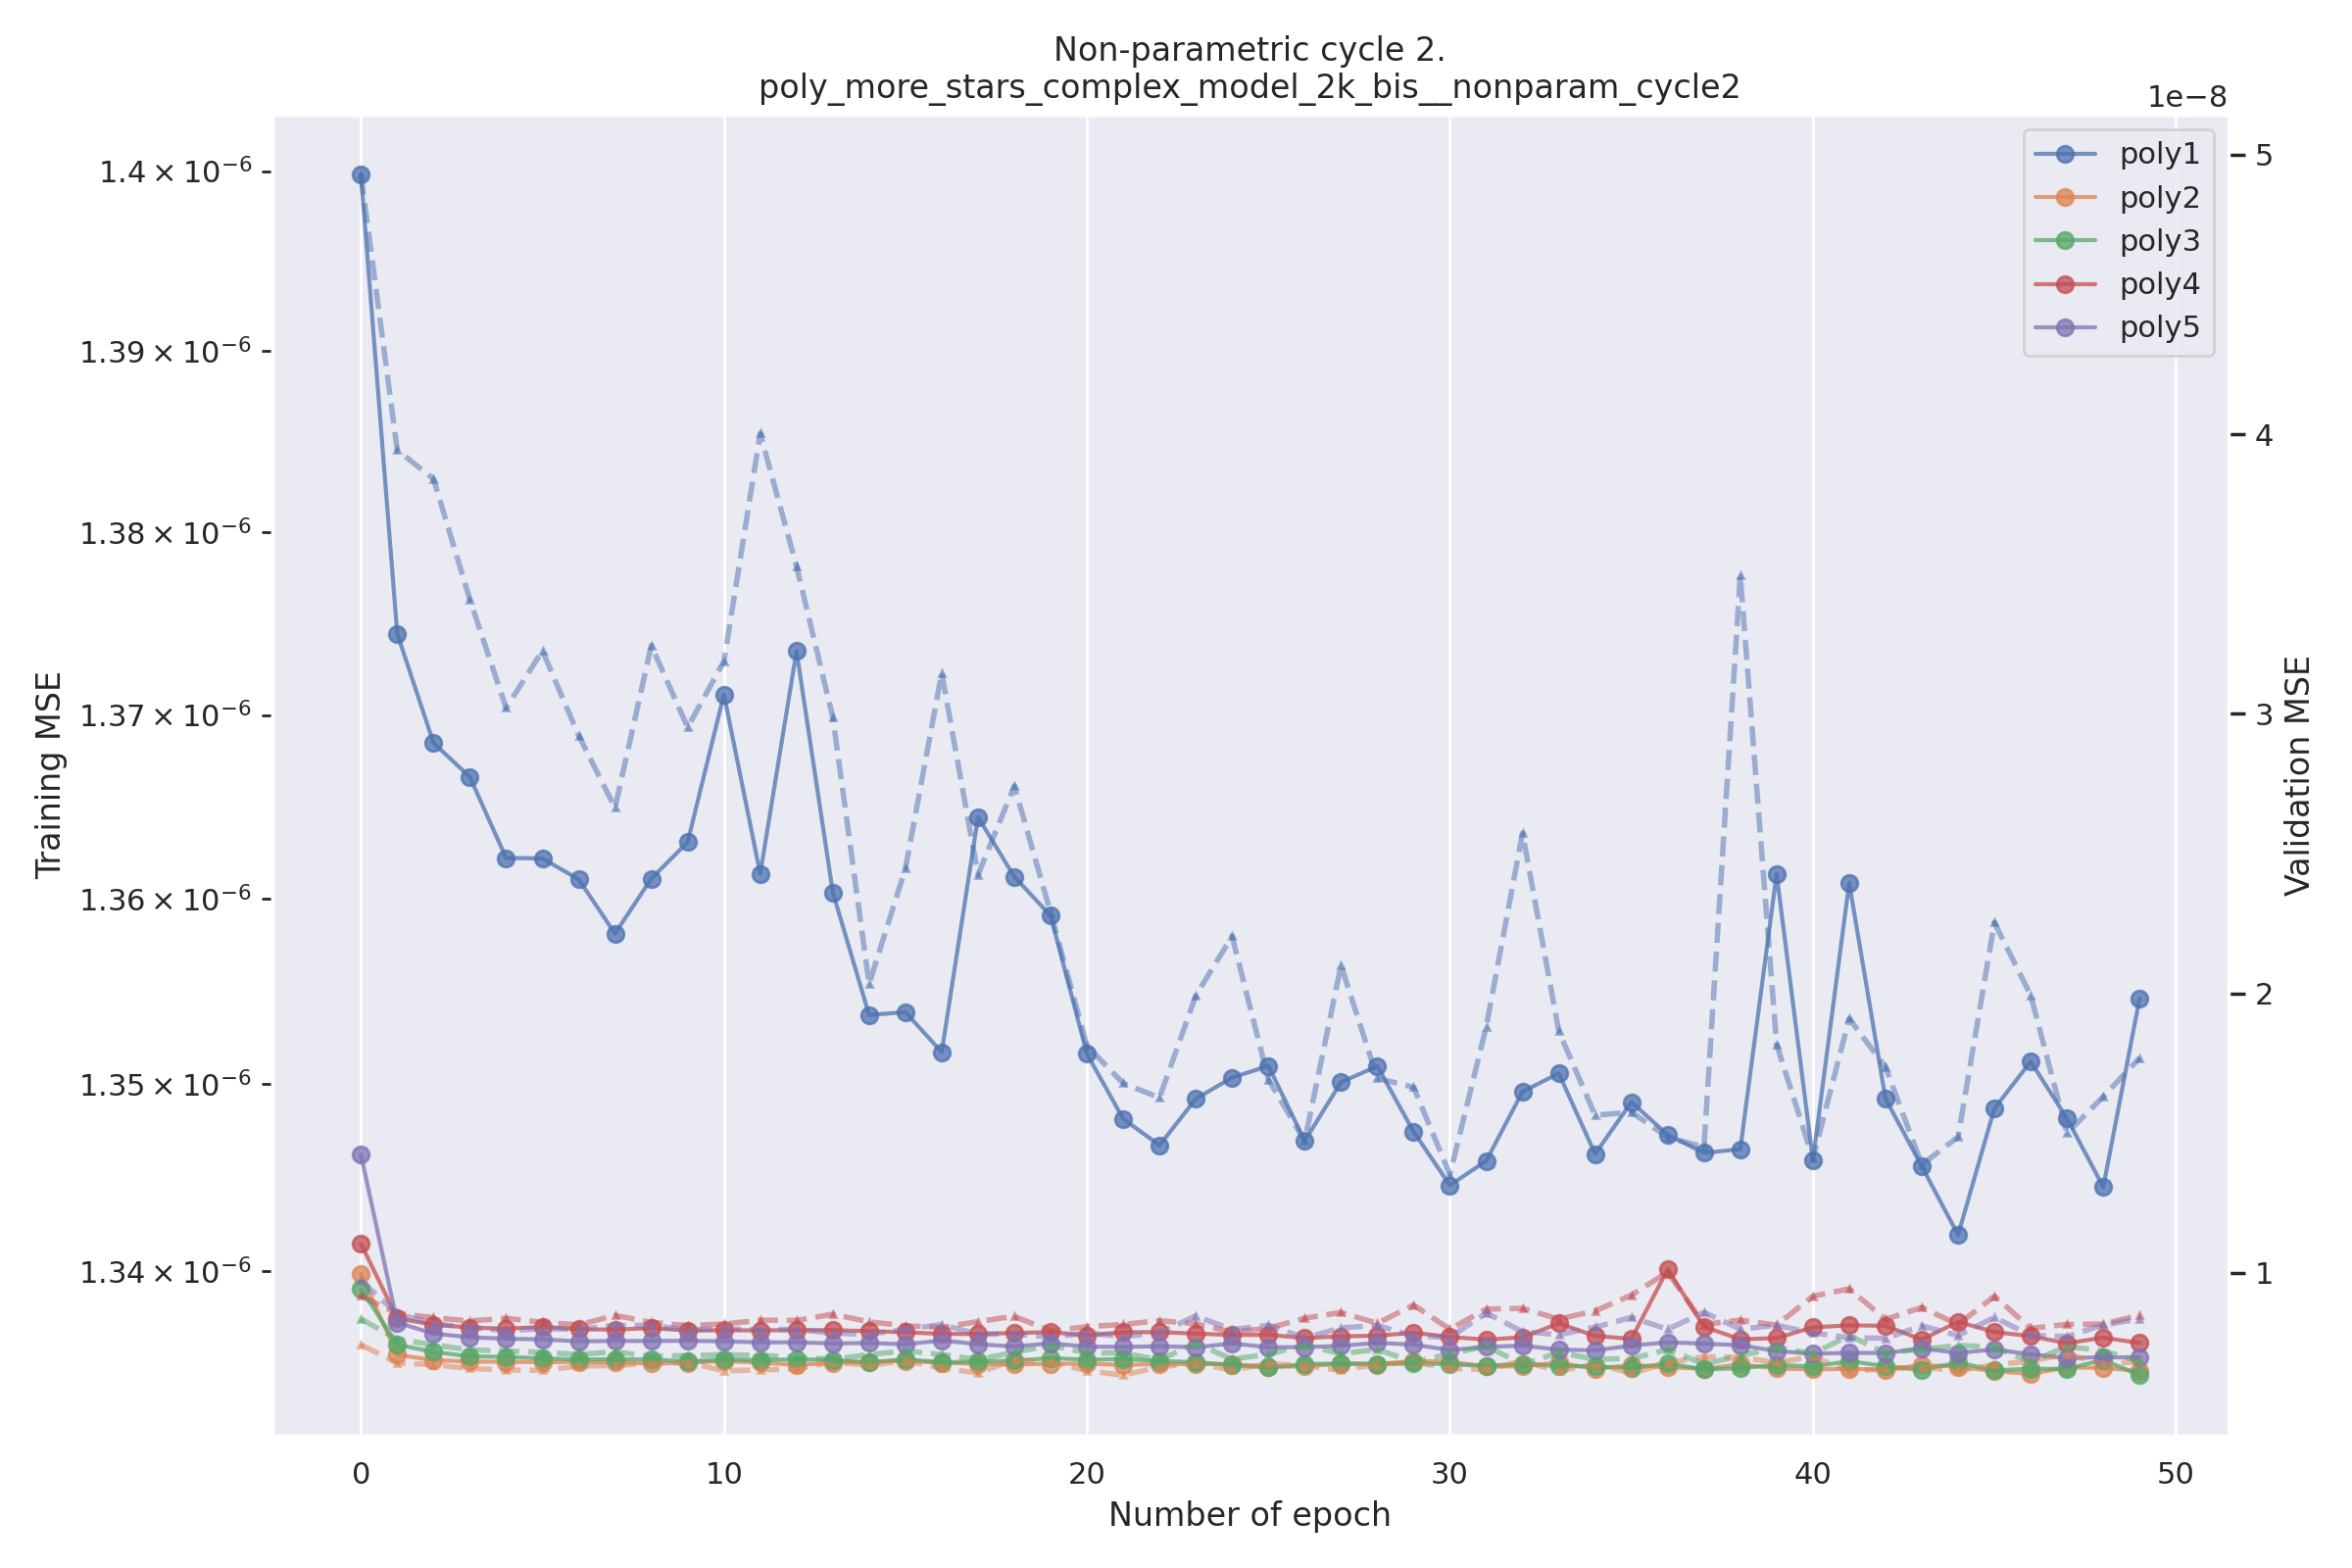 Non-parametric cycle 2.
poly_more_stars_complex_model_2k_bis__nonparam_cycle2
1e−8
1.4 × 10⁻⁶
1.39 × 10⁻⁶
1.38 × 10⁻⁶
1.37 × 10⁻⁶
1.36 × 10⁻⁶
1.35 × 10⁻⁶
1.34 × 10⁻⁶
Training MSE
poly1
poly2
poly3
poly4
poly5
5
4
3
2
1
Validation MSE
0 10 20 30 40 50
Number of epoch